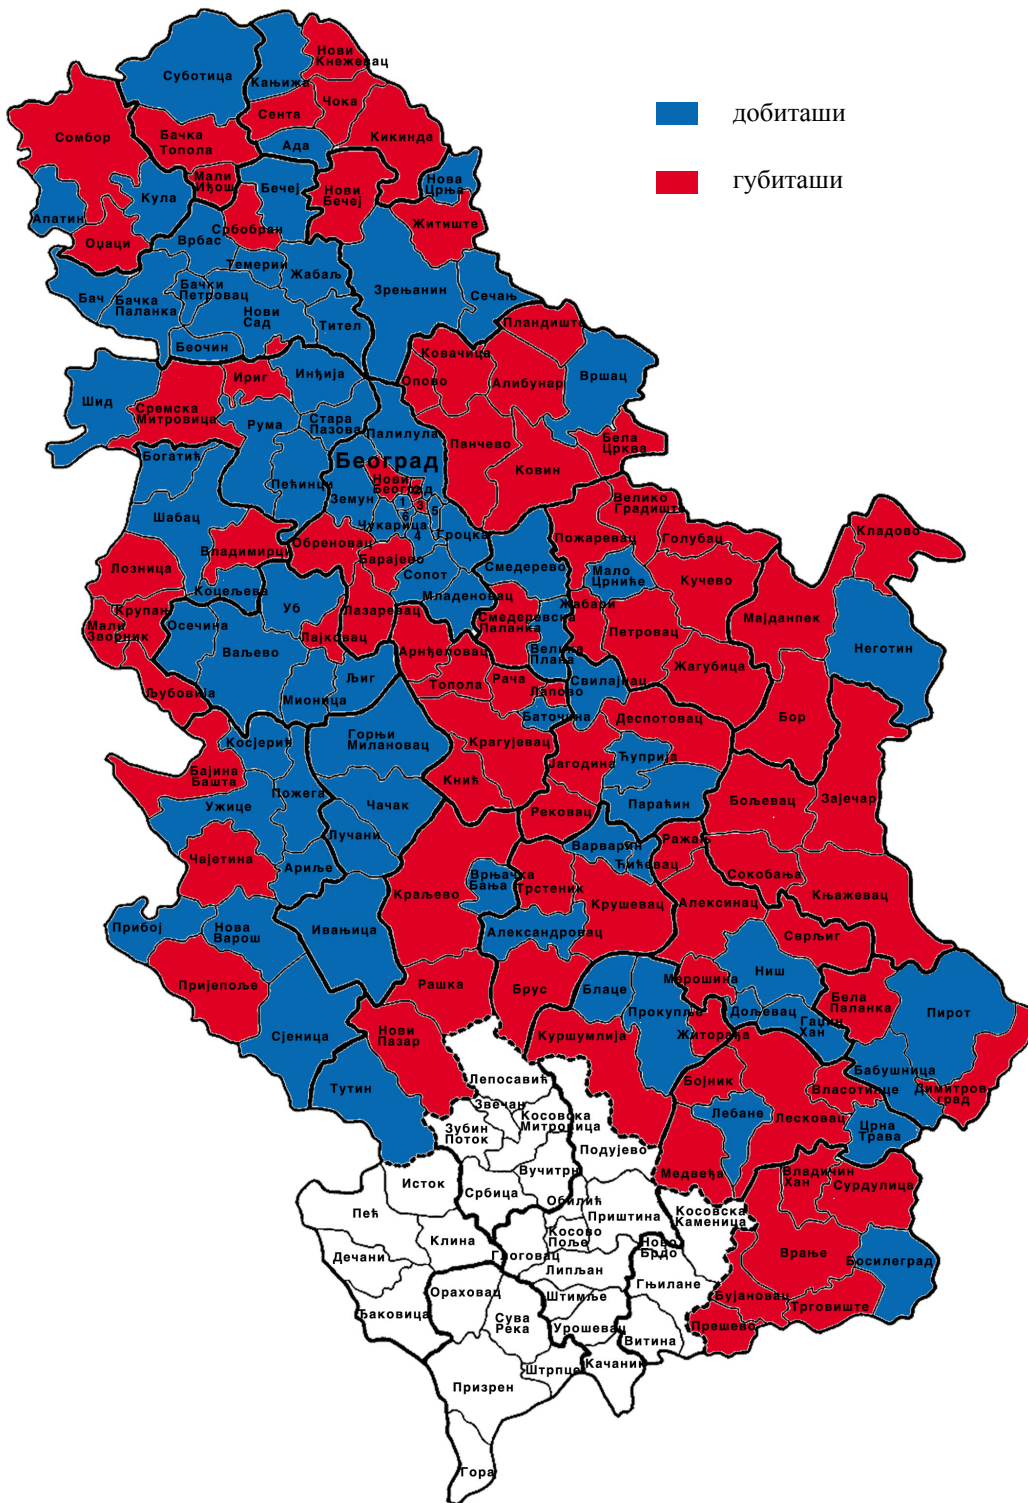 добиташи
губиташи
Суботица
Кањижа
Нови
Кнежевац
Сомбор
Бачка
Топола
Сента
Чока
Кикинда
Ада
Мали
Иђош
Бечеј
Нови
Бечеј
Нова
Црња
Апатин
Кула
Оџаци
Србобран
Врбас
Житиште
Темерин
Жабаљ
Бач
Бачка
Паланка
Бачки
Петровац
Нови
Сад
Тител
Зрењанин
Сечањ
Беочин
Пландиште
Ковачица
Опово
Алибунар
Вршац
Шид
Сремска
Митровица
Ириг
Инђија
Рума
Стара
Пазова
Палилула
Панчево
Бела
Црква
Ковин
Београд
Богатић
Пећинци
Земун
Нови
Београд
1
2
3
4
5
6
Чукарица
Гроцка
Шабац
Владимирци
Обреновац
Барајево
Сопот
Смедерево
Пожаревац
Велико
Градиште
Голубац
Кладово
Лозница
Коцељева
Уб
Лазаревац
Младеновац
Мало
Црниће
Кучево
Крупањ
Мали
Зворник
Осечина
Ваљево
Лајковац
Смедеревска
Паланка
Жабари
Петровац
Мајданпек
Неготин
Љубовија
Мионица
Љиг
Аранђеловац
Топола
Рача
Лапово
Велика
Плана
Свилајнац
Жагубица
Баточина
Деспотовац
Бор
Косјерић
Горњи
Милановац
Крагујевац
Јагодина
Ћуприја
Бајина
Башта
Пожега
Ужице
Чачак
Кнић
Параћин
Бољевац
Зајечар
Лучани
Рековац
Чајетина
Ариље
Варварин
Ћићевац
Ражањ
Сокобања
Краљево
Врњачка
Бања
Трстеник
Крушевац
Алексинац
Књажевац
Прибој
Нова
Варош
Ивањица
Александровац
Сврљиг
Пријепоље
Рашка
Брус
Блаце
Мерошина
Ниш
Бела
Паланка
Пирот
Сјеница
Нови
Пазар
Куршумлија
Прокупље
Дољевац
Гаџин
Хан
Житорађа
Тутин
Бојник
Бабушница
Димитров
град
Власотинце
Лебане
Лесковац
Црна
Трава
Лепосавић
Звечан
Зубин
Поток
Косовска
Митровица
Подујево
Медвеђа
Владичин
Хан
Сурдулица
Исток
Вучитрн
Србица
Обилић
Приштина
Косовска
Каменица
Пећ
Клина
Косово
Поље
Ново
Брдо
Врање
Босилеград
Дечани
Глоговац
Липљан
Гњилане
Бујановац
Трговиште
Ђаковица
Ораховац
Сува
Река
Штимље
Урошевац
Витина
Прешево
Призрен
Штрпце
Качаник
Гора